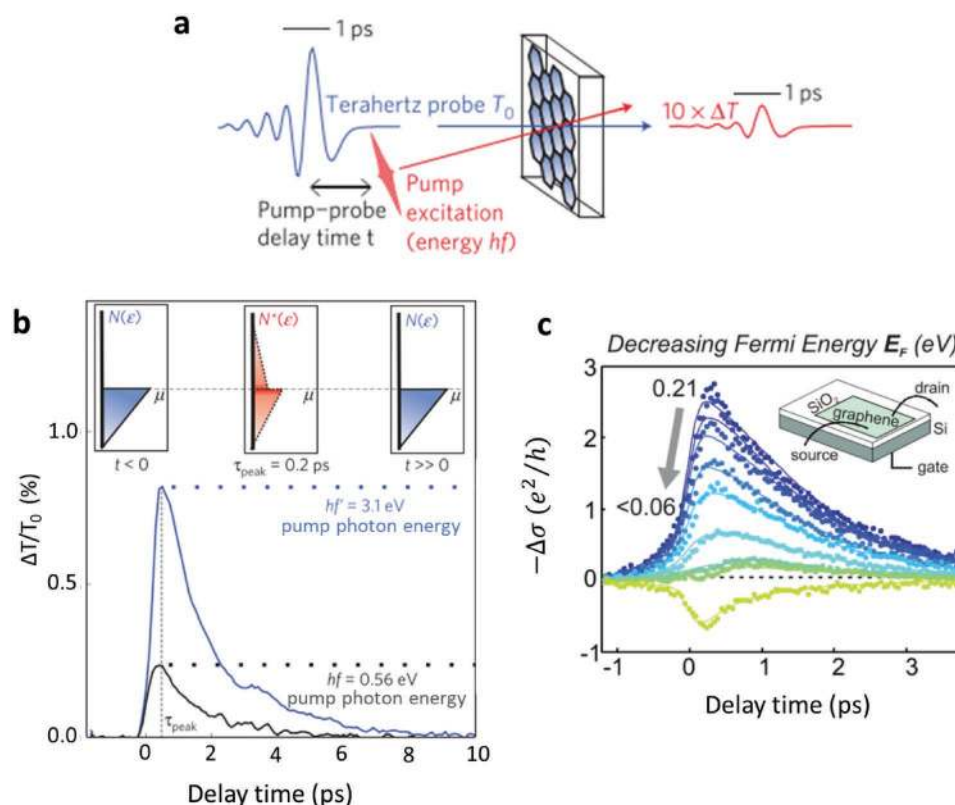 a
1 ps
Terahertz probe T₀
10 × ΔT
1 ps
Pump–probe
delay time t
Pump
excitation
(energy hf)
b
N(ε)
N*(ε)
N(ε)
μ
μ
μ
t < 0
τpeak = 0.2 ps
t >> 0
1.0
0.5
0.0
ΔT/T₀ (%)
hf' = 3.1 eV
pump photon energy
hf = 0.56 eV
pump photon energy
τpeak
0
2
4
6
8
10
Delay time (ps)
c
Decreasing Fermi Energy E_F (eV)
3
2
1
0
-1
−Δσ (e²/h)
0.21
<0.06
SiO₂
graphene
drain
Si
source
gate
-1
0
1
2
3
Delay time (ps)